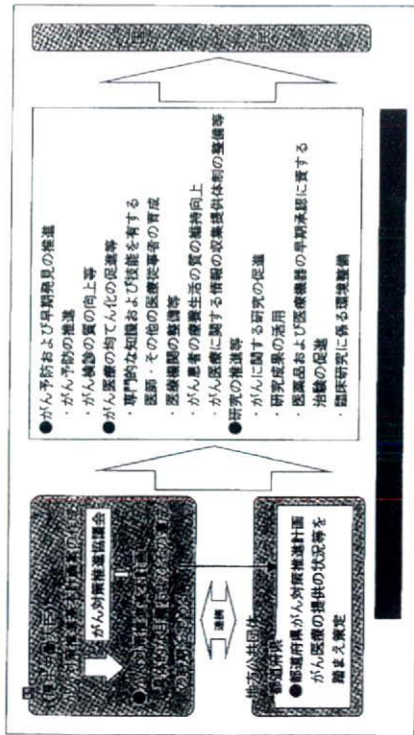 国
がん対策推進協議会
連携
地方公共団体
都道府県
●都道府県がん対策推進計画
がん医療の提供の状況等を
踏まえ策定
●がん予防および早期発見の推進
・がん予防の推進
・がん検診の質の向上等
●がん医療の均てん化の促進等
・専門的な知識および技能を有する
医師・その他の医療従事者の育成
・医療機関の整備等
・がん患者の療養生活の質の維持向上
・がん医療に関する情報の収集提供体制の整備等
●研究の推進等
・がんに関する研究の促進
・研究成果の活用
・医薬品および医療機器の早期承認に資する
治験の促進
・臨床研究に係る環境整備
国 民